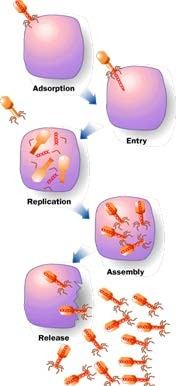 Adsorption
Entry
Replication
Assembly
Release